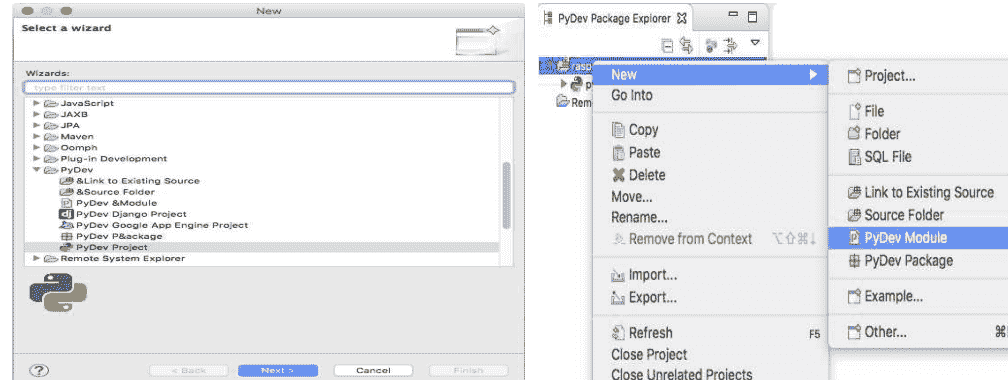 New
Select a wizard
Wizards:
type filter text
JavaScript
JAXB
JPA
Maven
Oomph
Plug-in Development
PyDev
&Link to Existing Source
&Source Folder
PyDev &Module
PyDev Django Project
PyDev Google App Engine Project
PyDev P&ackage
PyDev Project
Remote System Explorer
?
< Back
Next >
Cancel
Finish
PyDev Package Explorer
asp
p
Rem
New
Go Into
Copy
Paste
Delete
Move...
Rename...
Remove from Context ⌥⇧⌘↓
Import...
Export...
Refresh F5
Close Project
Close Unrelated Projects
Project...
File
Folder
SQL File
Link to Existing Source
Source Folder
PyDev Module
PyDev Package
Example...
Other... ⌘